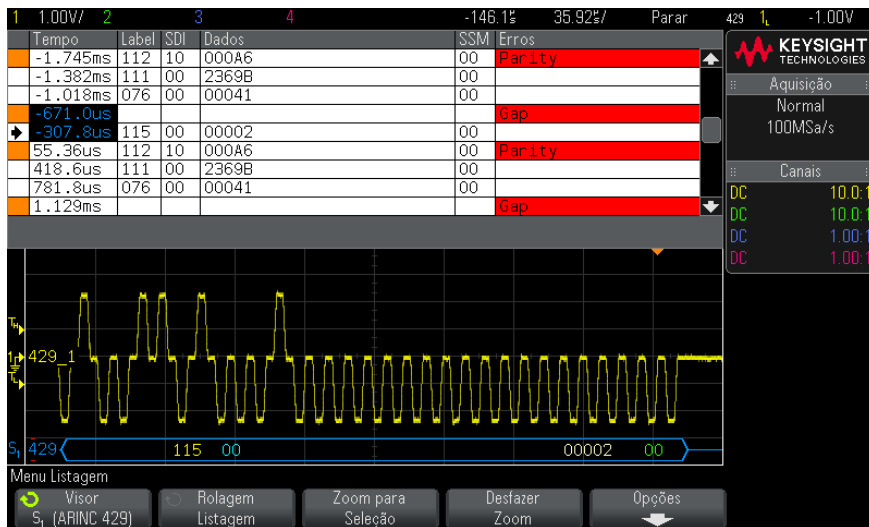 1 1.00V/ 2 3 4 -146.1µs 35.92µs/ Parar 429 1 -1.00V
Tempo Label SDI Dados SSM Erros
-1.745ms 112 10 000A6 00 Parity
-1.382ms 111 00 2369B 00
-1.018ms 076 00 00041 00
-671.0us Gap
-307.8us 115 00 00002 00
55.36us 112 10 000A6 00 Parity
418.6us 111 00 2369B 00
781.8us 076 00 00041 00
1.129ms Gap
KEYSIGHT
TECHNOLOGIES
Aquisição
Normal
100MSa/s
Canais
DC 10.0:1
DC 10.0:1
DC 1.00:1
DC 1.00:1
TH
1 429_1
TL
S1 429 115 00 00002 00
Menu Listagem
Visor
S1 (ARINC 429)
Rolagem
Listagem
Zoom para
Seleção
Desfazer
Zoom
Opções